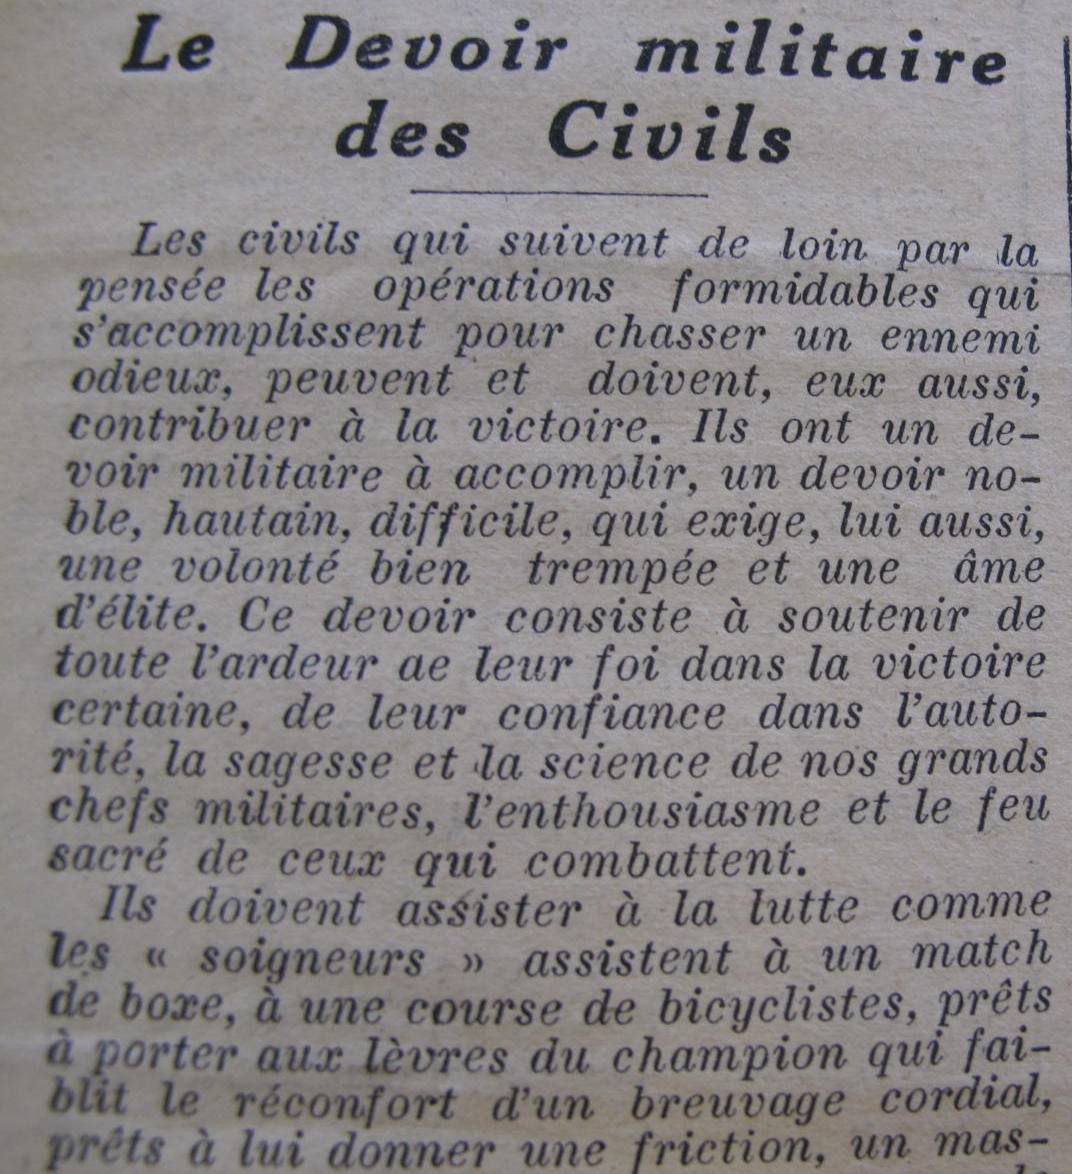 Le Devoir militaire
des Civils
Les civils qui suivent de loin par la
pensée les opérations formidables qui
s'accomplissent pour chasser un ennemi
odieux, peuvent et doivent, eux aussi,
contribuer à la victoire. Ils ont un de-
voir militaire à accomplir, un devoir no-
ble, hautain, difficile, qui exige, lui aussi,
une volonté bien trempée et une âme
d'élite. Ce devoir consiste à soutenir de
toute l'ardeur ae leur foi dans la victoire
certaine, de leur confiance dans l'auto-
rité, la sagesse et la science de nos grands
chefs militaires, l'enthousiasme et le feu
sacré de ceux qui combattent.
Ils doivent assister à la lutte comme
les « soigneurs » assistent à un match
de boxe, à une course de bicyclistes, prêts
à porter aux lèvres du champion qui fai-
blit le réconfort d'un breuvage cordial,
prêts à lui donner une friction, un mas-